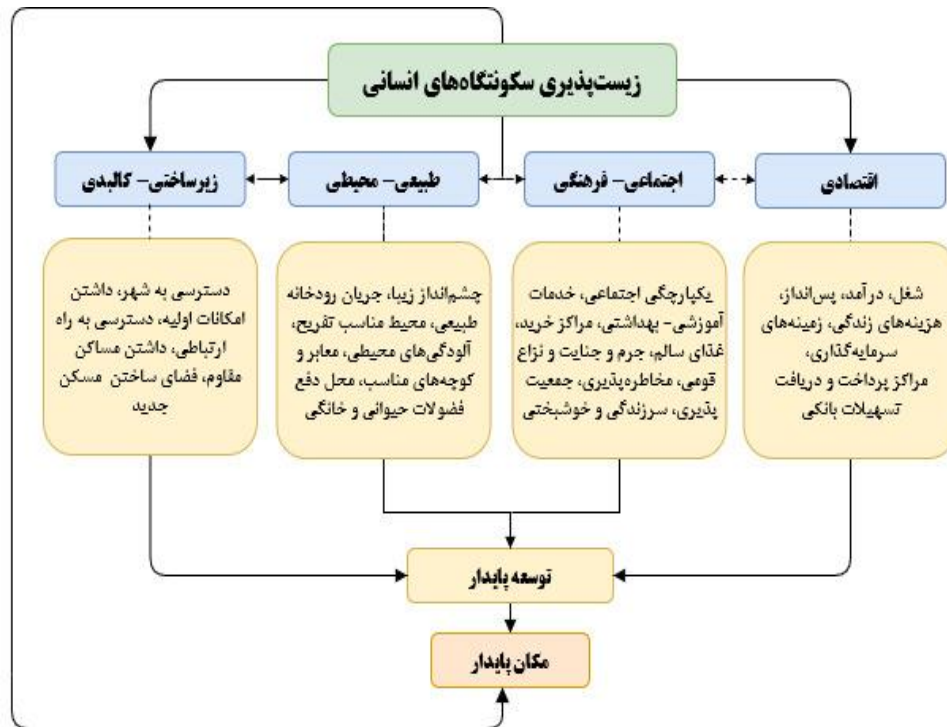 زیست‌پذیری سکونتگاه‌های انسانی
اقتصادی
اجتماعی- فرهنگی
طبیعی- محیطی
زیرساختی- کالبدی
شغل، درآمد، پس‌انداز،
هزینه‌های زندگی، زمینه‌های
سرمایه‌گذاری،
مراکز پرداخت و دریافت
تسهیلات بانکی
یکپارچگی اجتماعی، خدمات
آموزشی- بهداشتی، مراکز خرید،
غذای سالم، جرم و جنایت و نزاع
قومی، مخاطره‌پذیری، جمعیت
پذیری، سرزندگی و خوشبختی
چشم‌انداز زیبا، جریان رودخانه
طبیعی، محیط مناسب تفریح،
آلودگی‌های محیطی، معابر و
کوچه‌های مناسب، محل دفع
فضولات حیوانی و خانگی
دسترسی به شهر، داشتن
امکانات اولیه، دسترسی به راه
ارتباطی، داشتن مساکن
مقاوم، فضای ساختن مسکن
جدید
توسعه پایدار
مکان پایدار